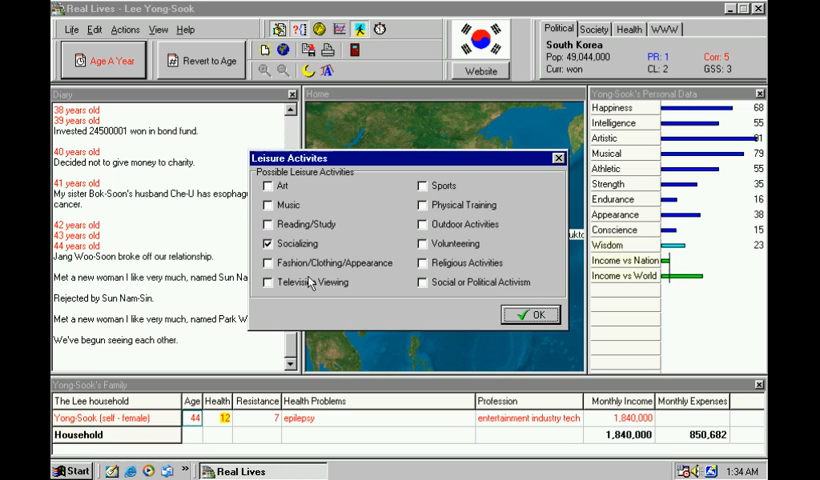 Real Lives - Lee Yong-Sook
Life Edit Actions View Help
Age A Year
Revert to Age
Website
Political Society Health WWW
South Korea
Pop: 49,044,000 PR: 1 Corr: 5
Curr: won CL: 2 GSS: 3
Diary
38 years old
39 years old
Invested 24500001 won in bond fund.
40 years old
Decided not to give money to charity.
41 years old
My sister Bok-Soon's husband Che-U has esophag
cancer.
42 years old
43 years old
44 years old
Jang Woo-Soon broke off our relationship.
Met a new woman I like very much, named Sun Na
Rejected by Sun Nam-Sin.
Met a new woman I like very much, named Park W
We've begun seeing each other.
Home
Leisure Activites
Possible Leisure Activities
Art
Music
Reading/Study
Socializing
Fashion/Clothing/Appearance
Television Viewing
Sports
Physical Training
Outdoor Activities
Volunteering
Religious Activities
Social or Political Activism
OK
Yong-Sook's Personal Data
Happiness 68
Intelligence 55
Artistic 81
Musical 79
Athletic 55
Strength 35
Endurance 16
Appearance 38
Conscience 15
Wisdom 23
Income vs Nation
Income vs World
Yong-Sook's Family
The Lee household Age Health Resistance Health Problems Profession Monthly Income Monthly Expenses
Yong-Sook (self - female) 44 12 7 epilepsy entertainment industry tech 1,840,000
Household 1,840,000 850,682
Start Real Lives 1:34 AM